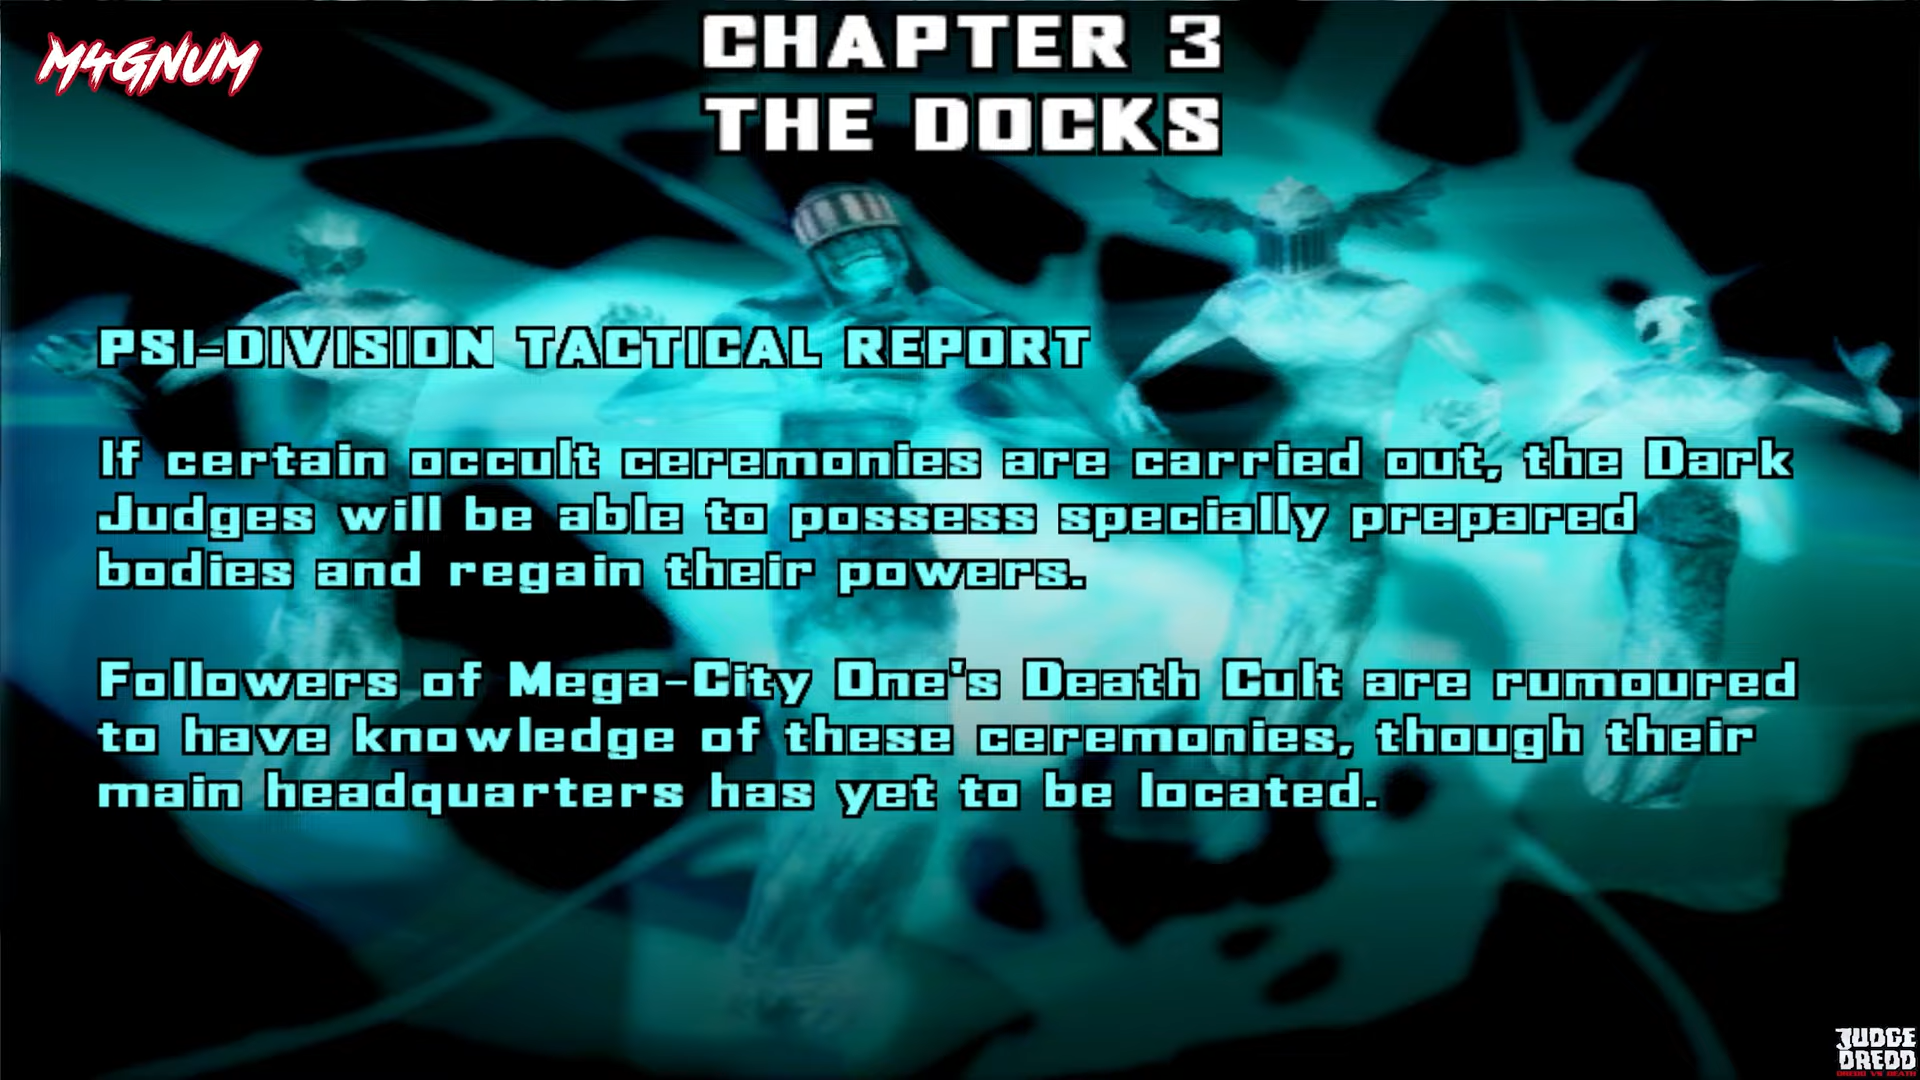 M4GNUM
CHAPTER 3
THE DOCKS
PSI-DIVISION TACTICAL REPORT
If certain occult ceremonies are carried out, the Dark
Judges will be able to possess specially prepared
bodies and regain their powers.
Followers of Mega-City One's Death Cult are rumoured
to have knowledge of these ceremonies, though their
main headquarters has yet to be located.
JUDGE
DREDD
DREDD VS DEATH